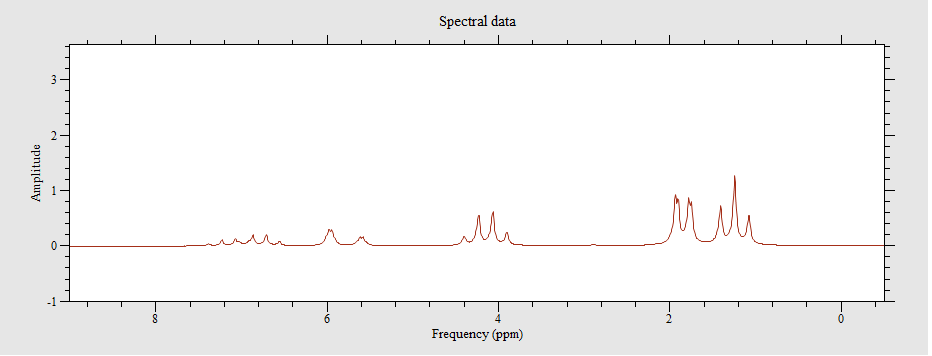 Spectral data
Amplitude
3
2
1
0
-1
8 6 4 2 0
Frequency (ppm)